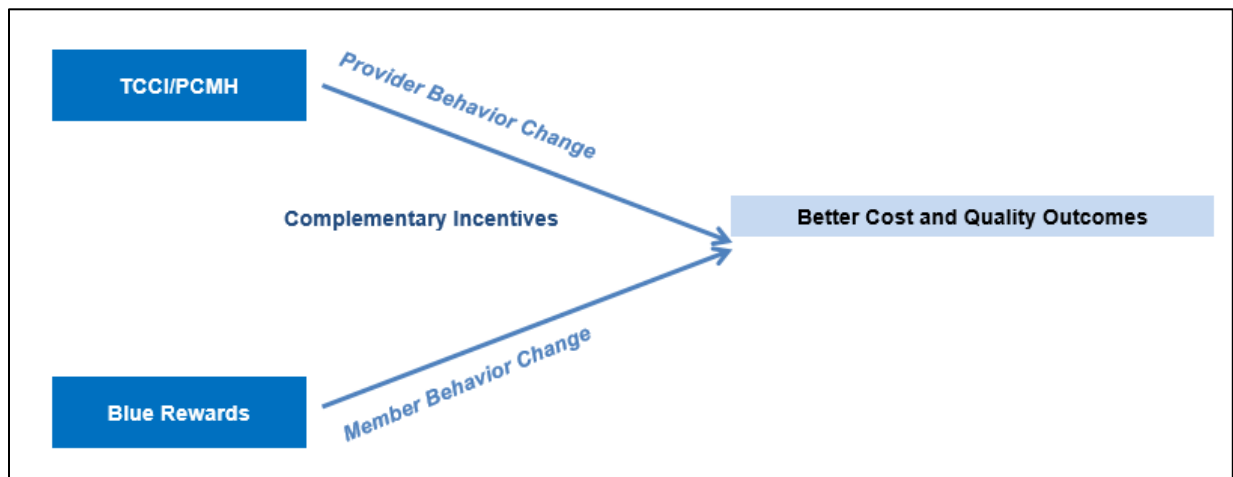 TCCI/PCMH
Provider Behavior Change
Complementary Incentives
Better Cost and Quality Outcomes
Member Behavior Change
Blue Rewards